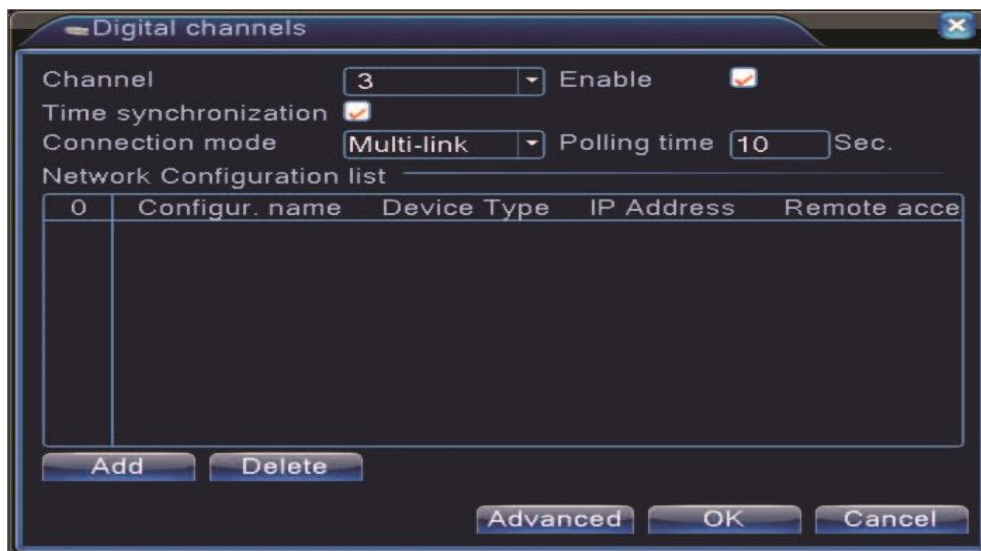 Digital channels
Channel 3 Enable
Time synchronization
Connection mode Multi-link Polling time 10 Sec.
Network Configuration list
0 Configur. name Device Type IP Address Remote acce
Add Delete
Advanced OK Cancel